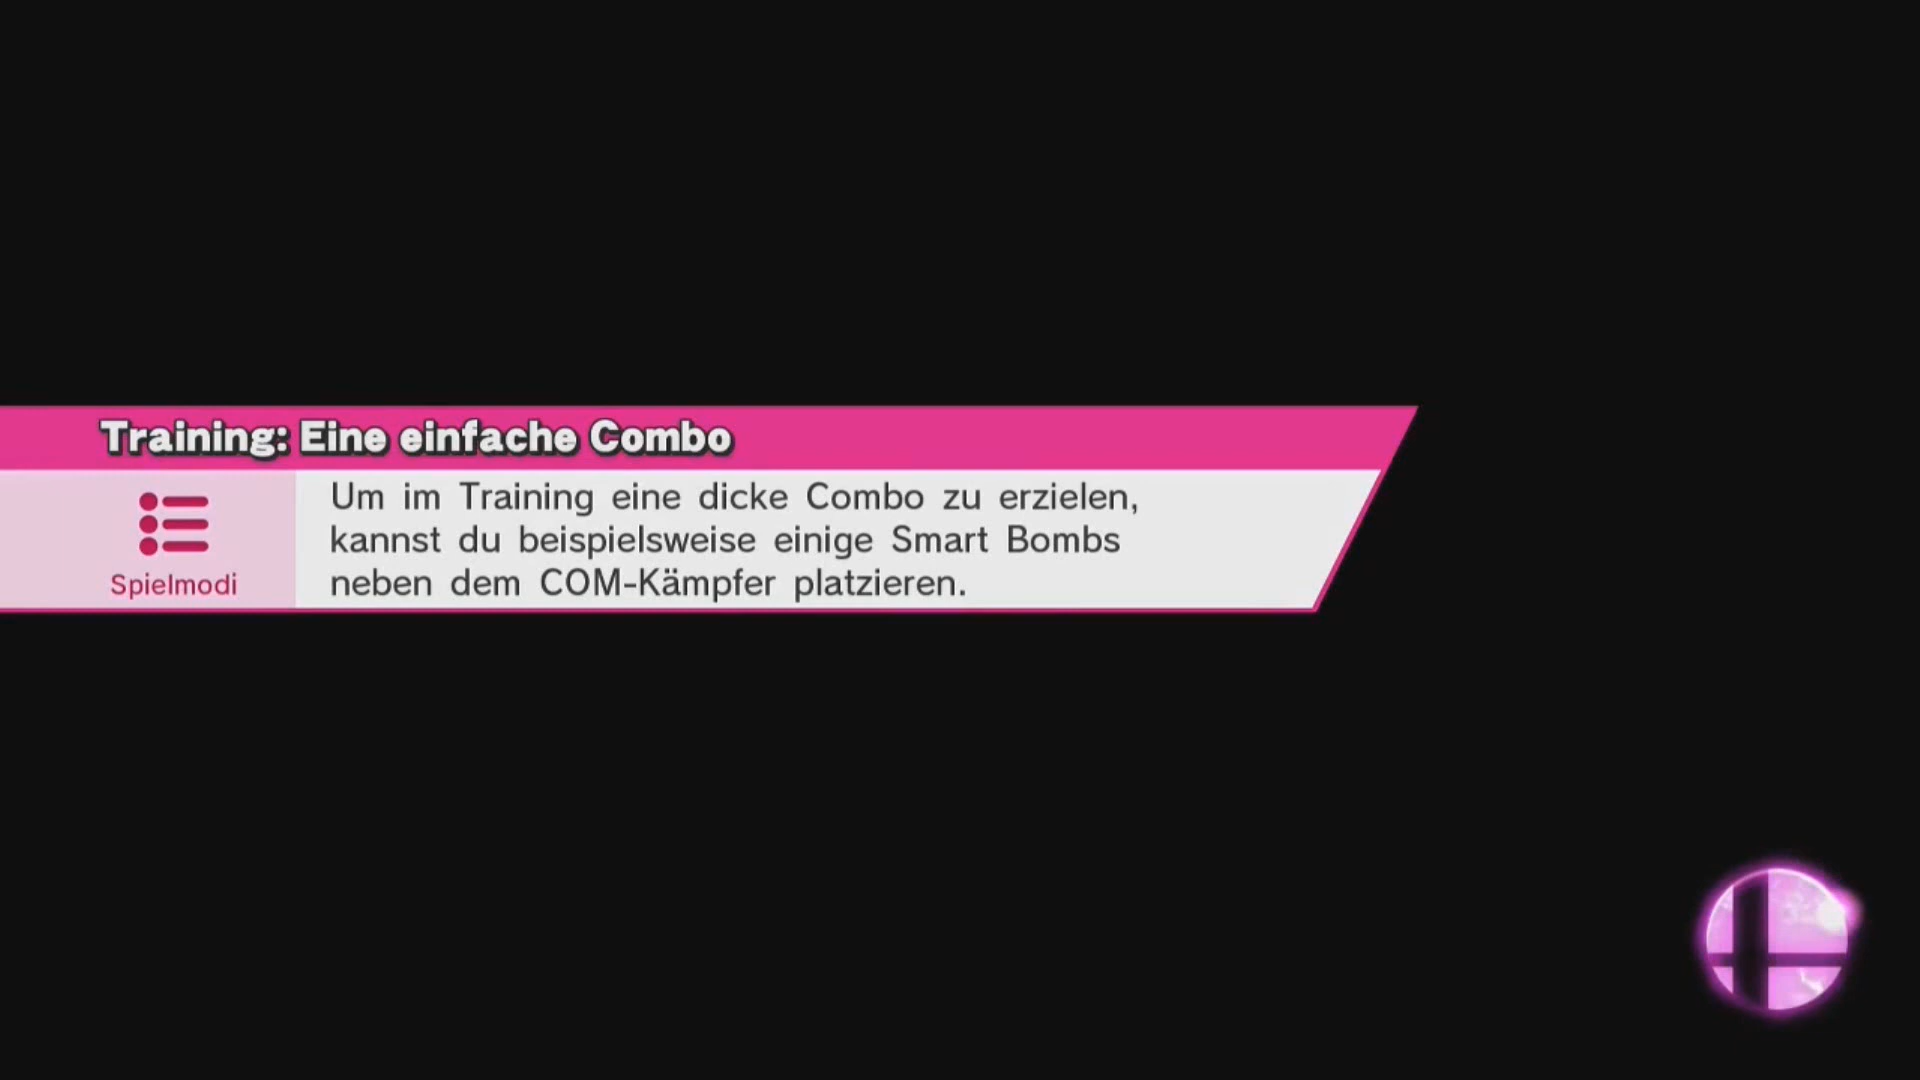 Training: Eine einfache Combo
Um im Training eine dicke Combo zu erzielen,
kannst du beispielsweise einige Smart Bombs
neben dem COM-Kämpfer platzieren.
Spielmodi